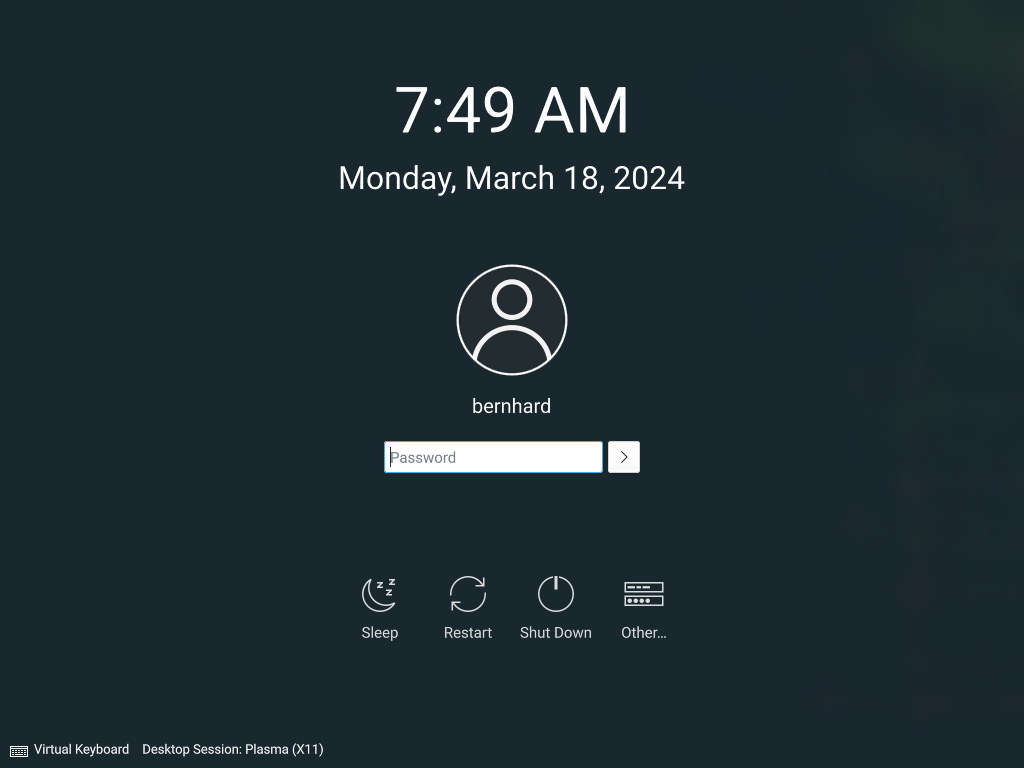 7:49 AM
Monday, March 18, 2024
bernhard
Password
Sleep Restart Shut Down Other...
Virtual Keyboard Desktop Session: Plasma (X11)